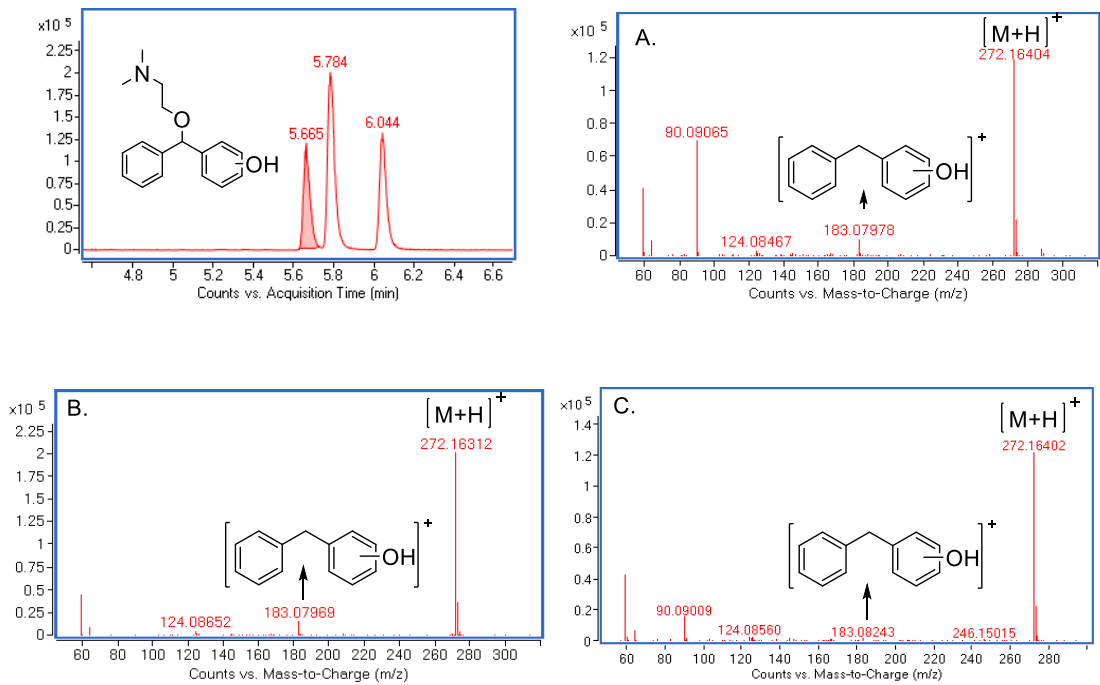 x10 5
2.25
2
1.75
1.5
1.25
1
0.75
0.5
0.25
0
5.665
5.784
6.044
N
O
OH
4.8 5 5.2 5.4 5.6 5.8 6 6.2 6.4 6.6
Counts vs. Acquisition Time (min)
x10 5
A.
[M+H]+
272.16404
1.2
1
0.8
0.6
0.4
0.2
0
90.09065
OH
+
183.07978
124.08467
60 80 100 120 140 160 180 200 220 240 260 280 300
Counts vs. Mass-to-Charge (m/z)
x10 5
B.
[M+H]+
272.16312
2.25
2
1.75
1.5
1.25
1
0.75
0.5
0.25
0
OH
+
183.07969
124.08652
60 80 100 120 140 160 180 200 220 240 260 280 300
Counts vs. Mass-to-Charge (m/z)
x10 5
C.
[M+H]+
272.16402
1.4
1.2
1
0.8
0.6
0.4
0.2
0
OH
+
90.09009
124.08560
183.08243
246.15015
60 80 100 120 140 160 180 200 220 240 260 280
Counts vs. Mass-to-Charge (m/z)